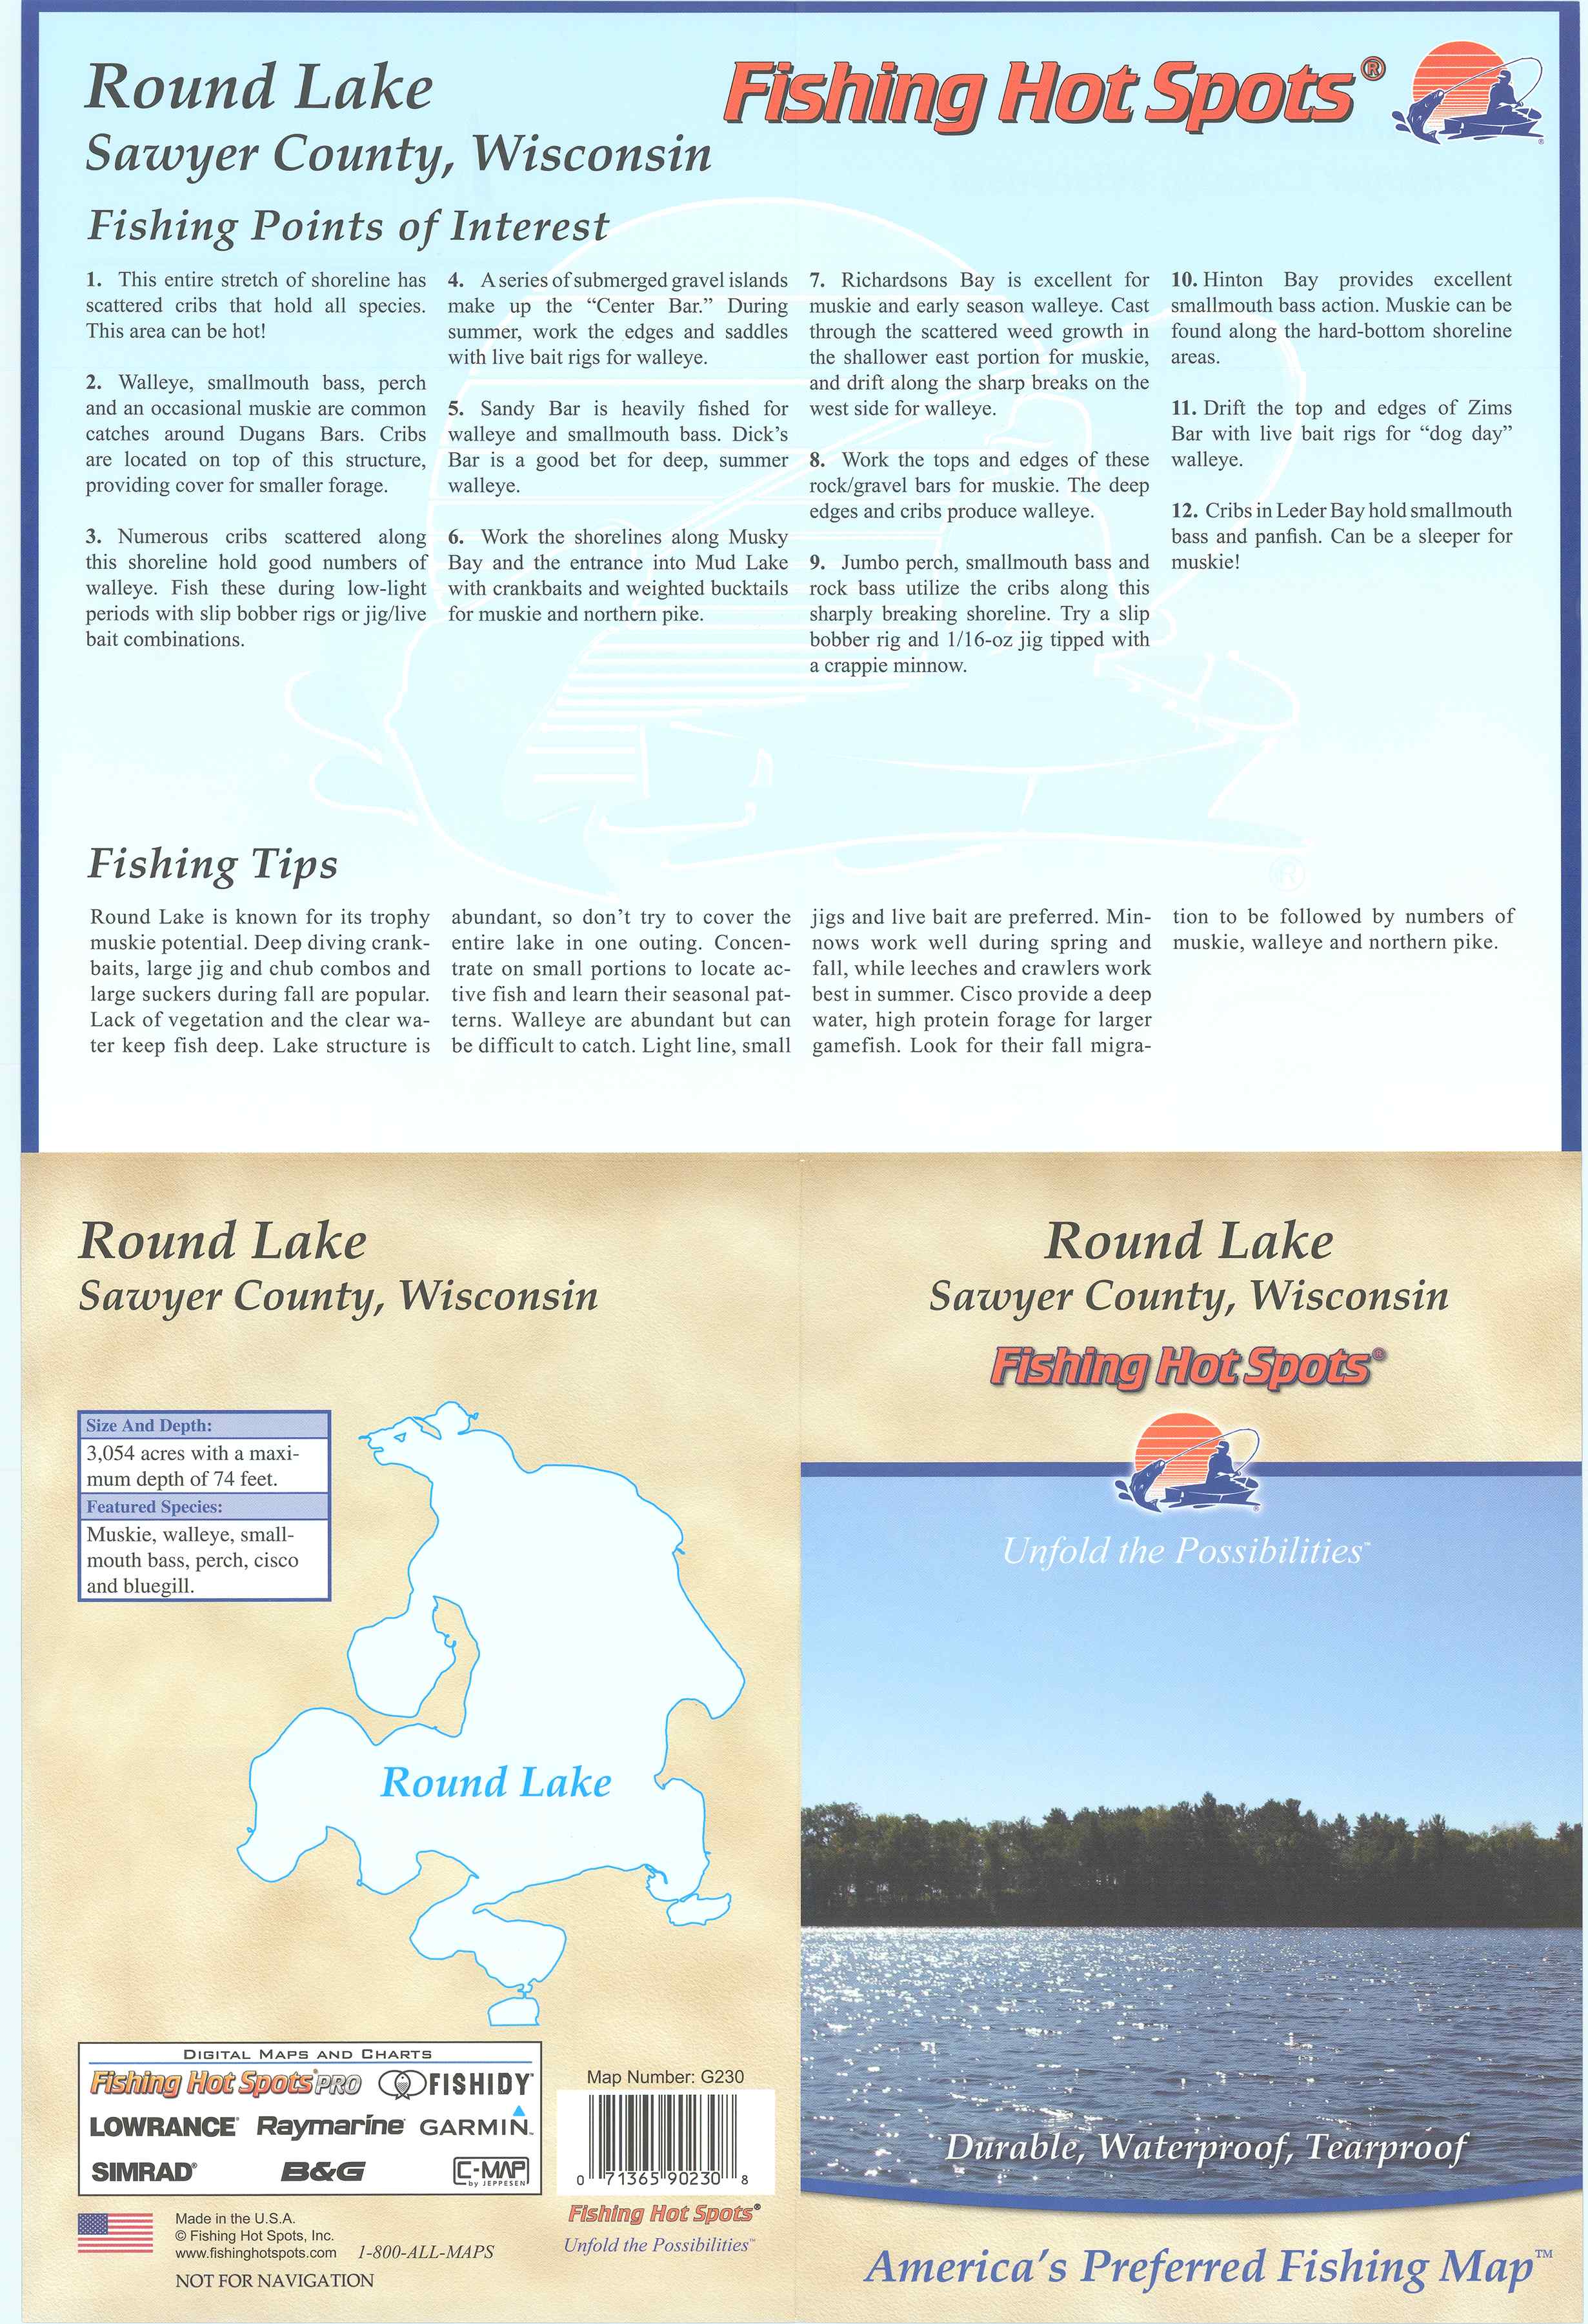 Round Lake
Sawyer County, Wisconsin
Fishing Hot Spots®
Fishing Points of Interest
1. This entire stretch of shoreline has
scattered cribs that hold all species.
This area can be hot!
2. Walleye, smallmouth bass, perch
and an occasional muskie are common
catches around Dugans Bars. Cribs
are located on top of this structure,
providing cover for smaller forage.
3. Numerous cribs scattered along
this shoreline hold good numbers of
walleye. Fish these during low-light
periods with slip bobber rigs or jig/live
bait combinations.
4. A series of submerged gravel islands
make up the “Center Bar.” During
summer, work the edges and saddles
with live bait rigs for walleye.
5. Sandy Bar is heavily fished for
walleye and smallmouth bass. Dick’s
Bar is a good bet for deep, summer
walleye.
6. Work the shorelines along Musky
Bay and the entrance into Mud Lake
with crankbaits and weighted bucktails
for muskie and northern pike.
7. Richardsons Bay is excellent for
muskie and early season walleye. Cast
through the scattered weed growth in
the shallower east portion for muskie,
and drift along the sharp breaks on the
west side for walleye.
8. Work the tops and edges of these
rock/gravel bars for muskie. The deep
edges and cribs produce walleye.
9. Jumbo perch, smallmouth bass and
rock bass utilize the cribs along this
sharply breaking shoreline. Try a slip
bobber rig and 1/16-oz jig tipped with
a crappie minnow.
10. Hinton Bay provides excellent
smallmouth bass action. Muskie can be
found along the hard-bottom shoreline
areas.
11. Drift the top and edges of Zims
Bar with live bait rigs for “dog day”
walleye.
12. Cribs in Leder Bay hold smallmouth
bass and panfish. Can be a sleeper for
muskie!
Fishing Tips
Round Lake is known for its trophy
muskie potential. Deep diving crank-
baits, large jig and chub combos and
large suckers during fall are popular.
Lack of vegetation and the clear wa-
ter keep fish deep. Lake structure is
abundant, so don’t try to cover the
entire lake in one outing. Concen-
trate on small portions to locate ac-
tive fish and learn their seasonal pat-
terns. Walleye are abundant but can
be difficult to catch. Light line, small
jigs and live bait are preferred. Min-
nows work well during spring and
fall, while leeches and crawlers work
best in summer. Cisco provide a deep
water, high protein forage for larger
gamefish. Look for their fall migra-
tion to be followed by numbers of
muskie, walleye and northern pike.
Round Lake
Sawyer County, Wisconsin
Size And Depth:
3,054 acres with a maxi-
mum depth of 74 feet.
Featured Species:
Muskie, walleye, small-
mouth bass, perch, cisco
and bluegill.
Round Lake
DIGITAL MAPS AND CHARTS
Fishing Hot Spots® PRO FISHIDY
LOWRANCE® Raymarine GARMIN
SIMRAD® B&G C-MAP
by JEPPESEN
Map Number: G230
0 71365 90230 8
Fishing Hot Spots®
Unfold the Possibilities™
Made in the U.S.A.
© Fishing Hot Spots, Inc.
www.fishinghotspots.com 1-800-ALL-MAPS
NOT FOR NAVIGATION
Round Lake
Sawyer County, Wisconsin
Fishing Hot Spots®
Unfold the Possibilities™
Durable, Waterproof, Tearproof
America’s Preferred Fishing Map™